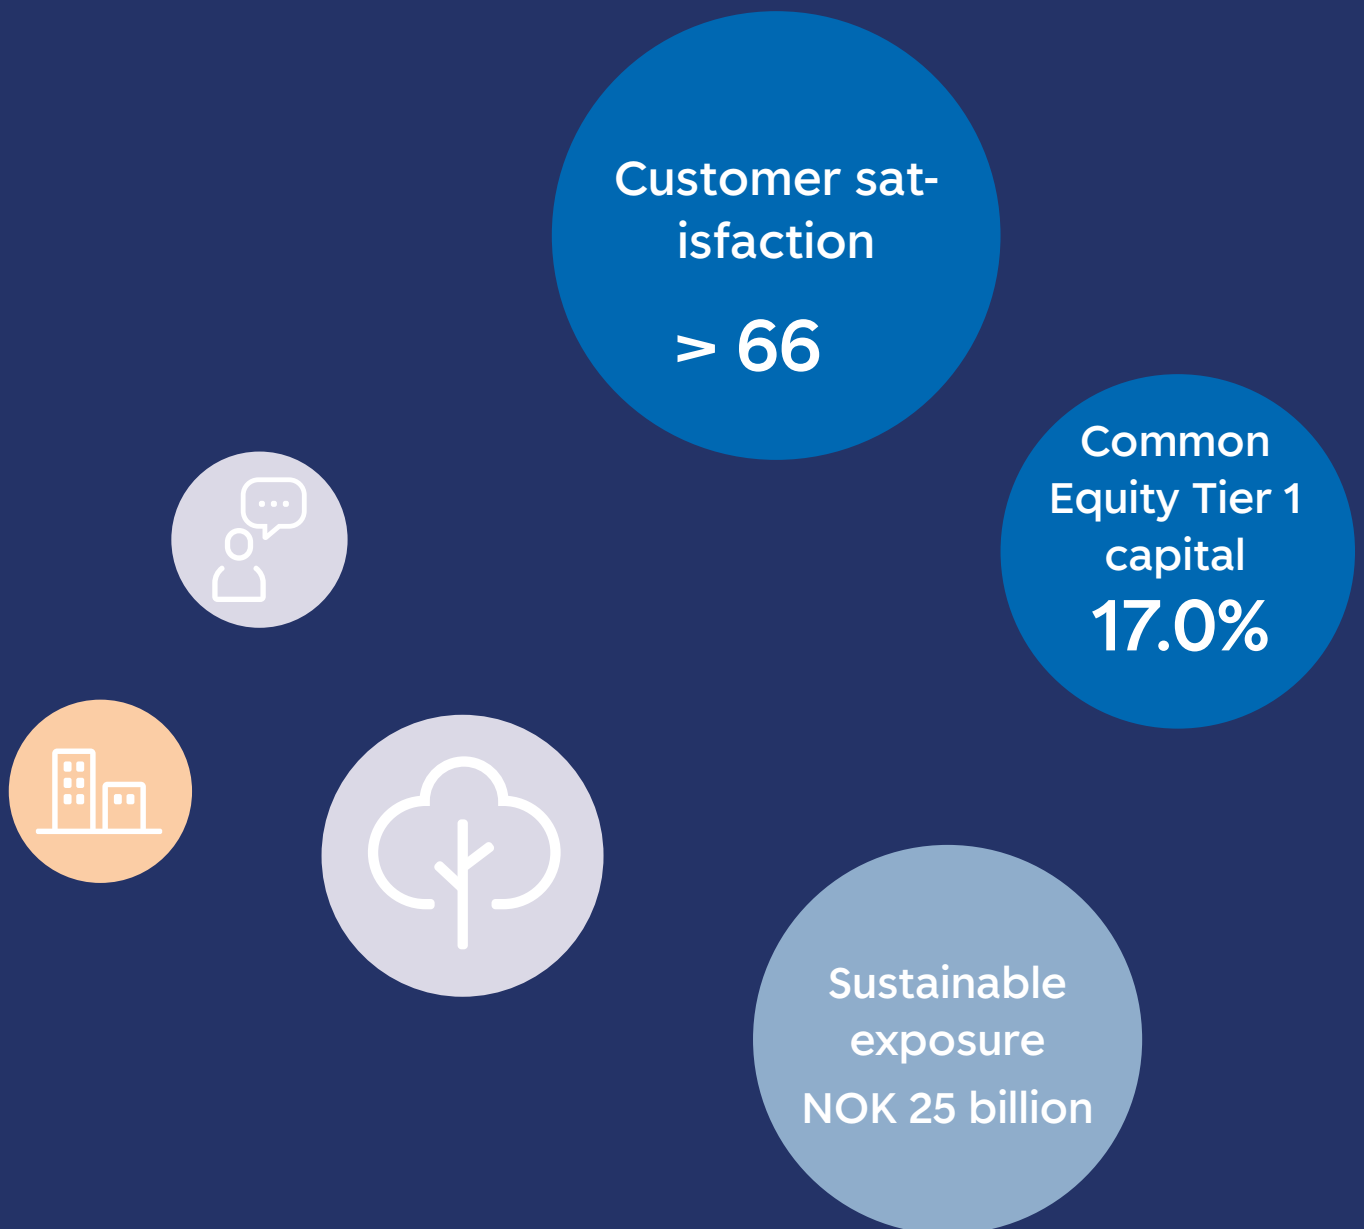 Customer sat-
isfaction
> 66
Common
Equity Tier 1
capital
17.0%
Sustainable
exposure
NOK 25 billion